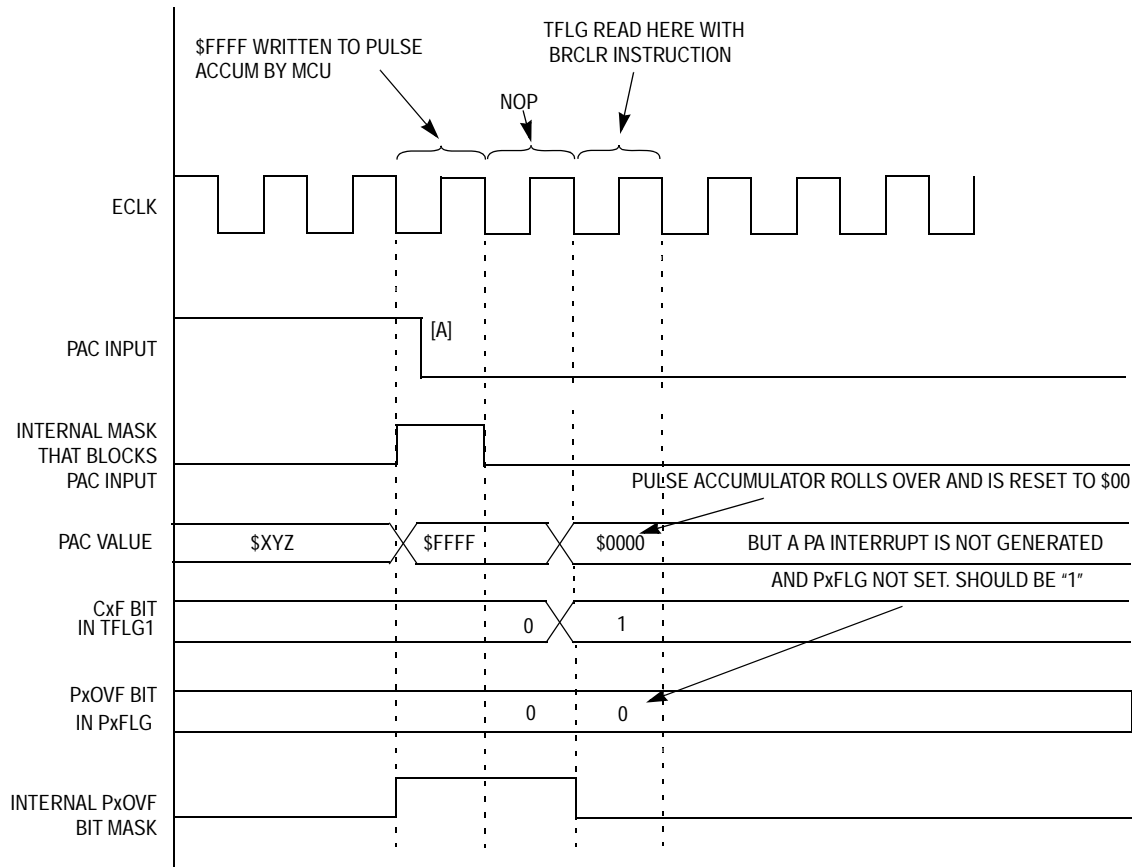 $FFFF WRITTEN TO PULSE
ACCUM BY MCU
TFLG READ HERE WITH
BRCLR INSTRUCTION
NOP
ECLK
[A]
PAC INPUT
INTERNAL MASK
THAT BLOCKS
PAC INPUT
PULSE ACCUMULATOR ROLLS OVER AND IS RESET TO $00
PAC VALUE
$XYZ
$FFFF
$0000
BUT A PA INTERRUPT IS NOT GENERATED
AND PxFLG NOT SET. SHOULD BE “1”
CxF BIT
IN TFLG1
0
1
PxOVF BIT
IN PxFLG
0
0
INTERNAL PxOVF
BIT MASK